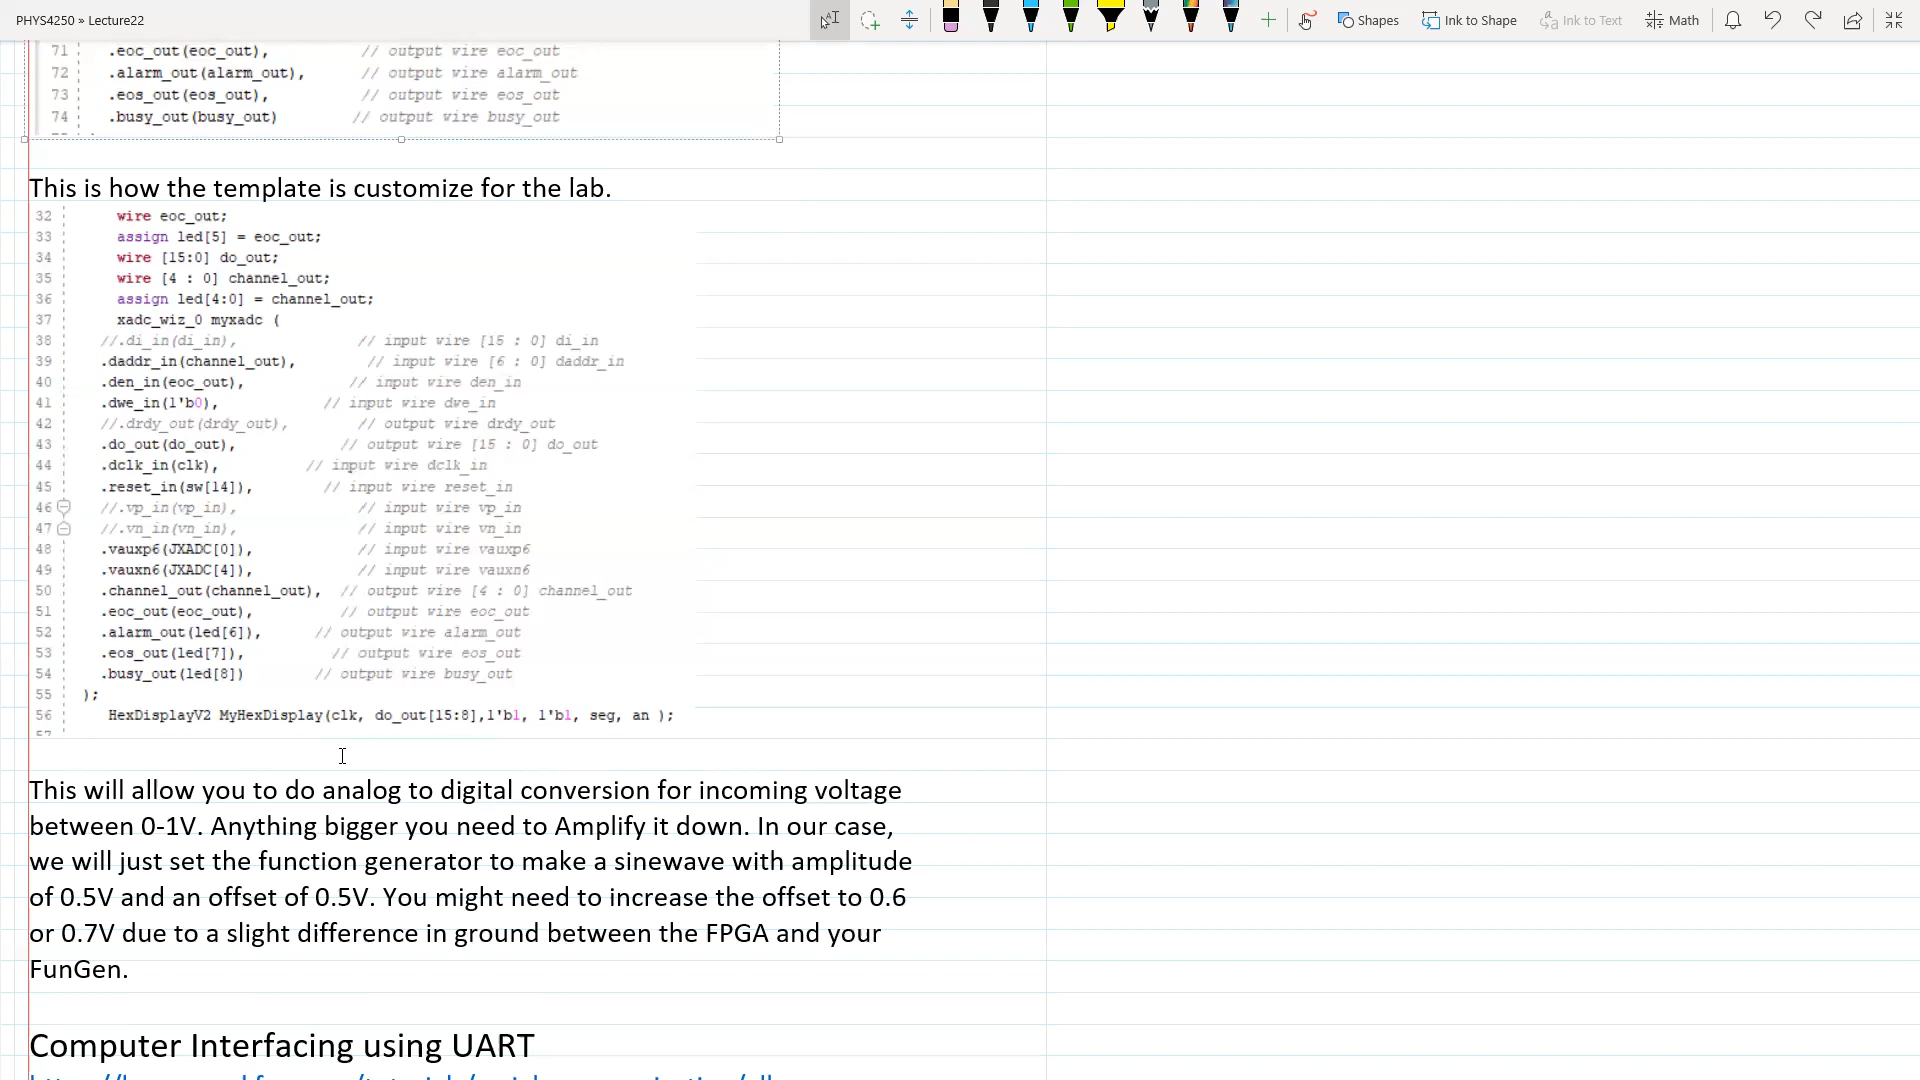 PHYS4250 » Lecture22
Shapes Ink to Shape Ink to Text Math
71 .eoc_out(eoc_out), // output wire eoc_out
72 .alarm_out(alarm_out), // output wire alarm_out
73 .eos_out(eos_out), // output wire eos_out
74 .busy_out(busy_out) // output wire busy_out
This is how the template is customize for the lab.
32 wire eoc_out;
33 assign led[5] = eoc_out;
34 wire [15:0] do_out;
35 wire [4 : 0] channel_out;
36 assign led[4:0] = channel_out;
37 xadc_wiz_0 myxadc (
38 //.di_in(di_in), // input wire [15 : 0] di_in
39 .daddr_in(channel_out), // input wire [6 : 0] daddr_in
40 .den_in(eoc_out), // input wire den_in
41 .dwe_in(1'b0), // input wire dwe_in
42 //.drdy_out(drdy_out), // output wire drdy_out
43 .do_out(do_out), // output wire [15 : 0] do_out
44 .dclk_in(clk), // input wire dclk_in
45 .reset_in(sw[14]), // input wire reset_in
46 //.vp_in(vp_in), // input wire vp_in
47 //.vn_in(vn_in), // input wire vn_in
48 .vauxp6(JXADC[0]), // input wire vauxp6
49 .vauxn6(JXADC[4]), // input wire vauxn6
50 .channel_out(channel_out), // output wire [4 : 0] channel_out
51 .eoc_out(eoc_out), // output wire eoc_out
52 .alarm_out(led[6]), // output wire alarm_out
53 .eos_out(led[7]), // output wire eos_out
54 .busy_out(led[8]) // output wire busy_out
55 );
56 HexDisplayV2 MyHexDisplay(clk, do_out[15:8],1'b1, 1'b1, seg, an );
This will allow you to do analog to digital conversion for incoming voltage
between 0-1V. Anything bigger you need to Amplify it down. In our case,
we will just set the function generator to make a sinewave with amplitude
of 0.5V and an offset of 0.5V. You might need to increase the offset to 0.6
or 0.7V due to a slight difference in ground between the FPGA and your
FunGen.
Computer Interfacing using UART